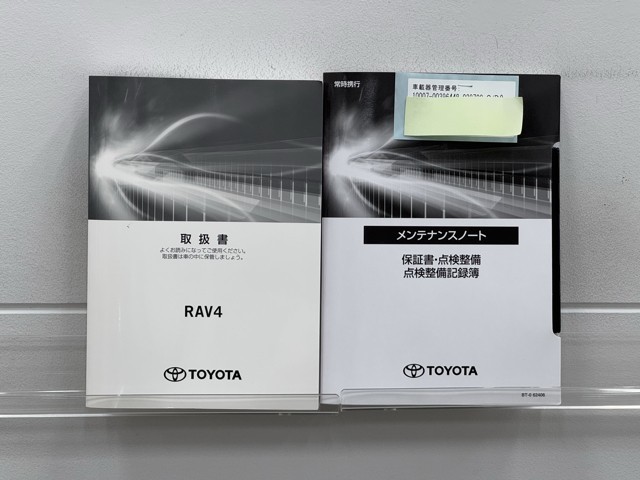 取扱書
よくお読みになってご使用ください。
取扱書は車の中に保管しましょう。
RAV4
TOYOTA
常時携行
車載器管理番号
メンテナンスノート
保証書・点検整備
点検整備記録簿
TOYOTA